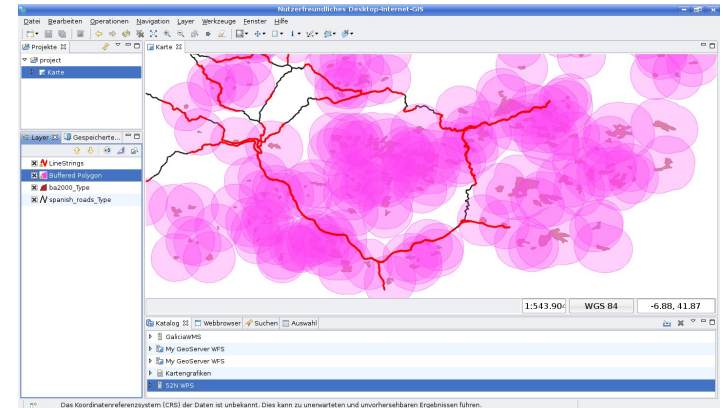 Nutzerfreundliches Desktop-Internet-GIS
Datei Bearbeiten Operationen Navigation Layer Werkzeuge Fenster Hilfe
Projekte
Karte
project
Karte
Layer
Gespeicherte...
LineStrings
Buffered Polygon
ba2000_Type
spanish_roads_Type
1:543.90
WGS 84
-6.88, 41.87
Katalog
Webbrowser
Suchen
Auswahl
GaliciaWMS
My GeoServer WFS
My GeoServer WFS
Kartengrafiken
52N WPS
Das Koordinatenreferenzsystem (CRS) der Daten ist unbekannt. Dies kann zu unerwarteten und unvorhersehbaren Ergebnissen führen.